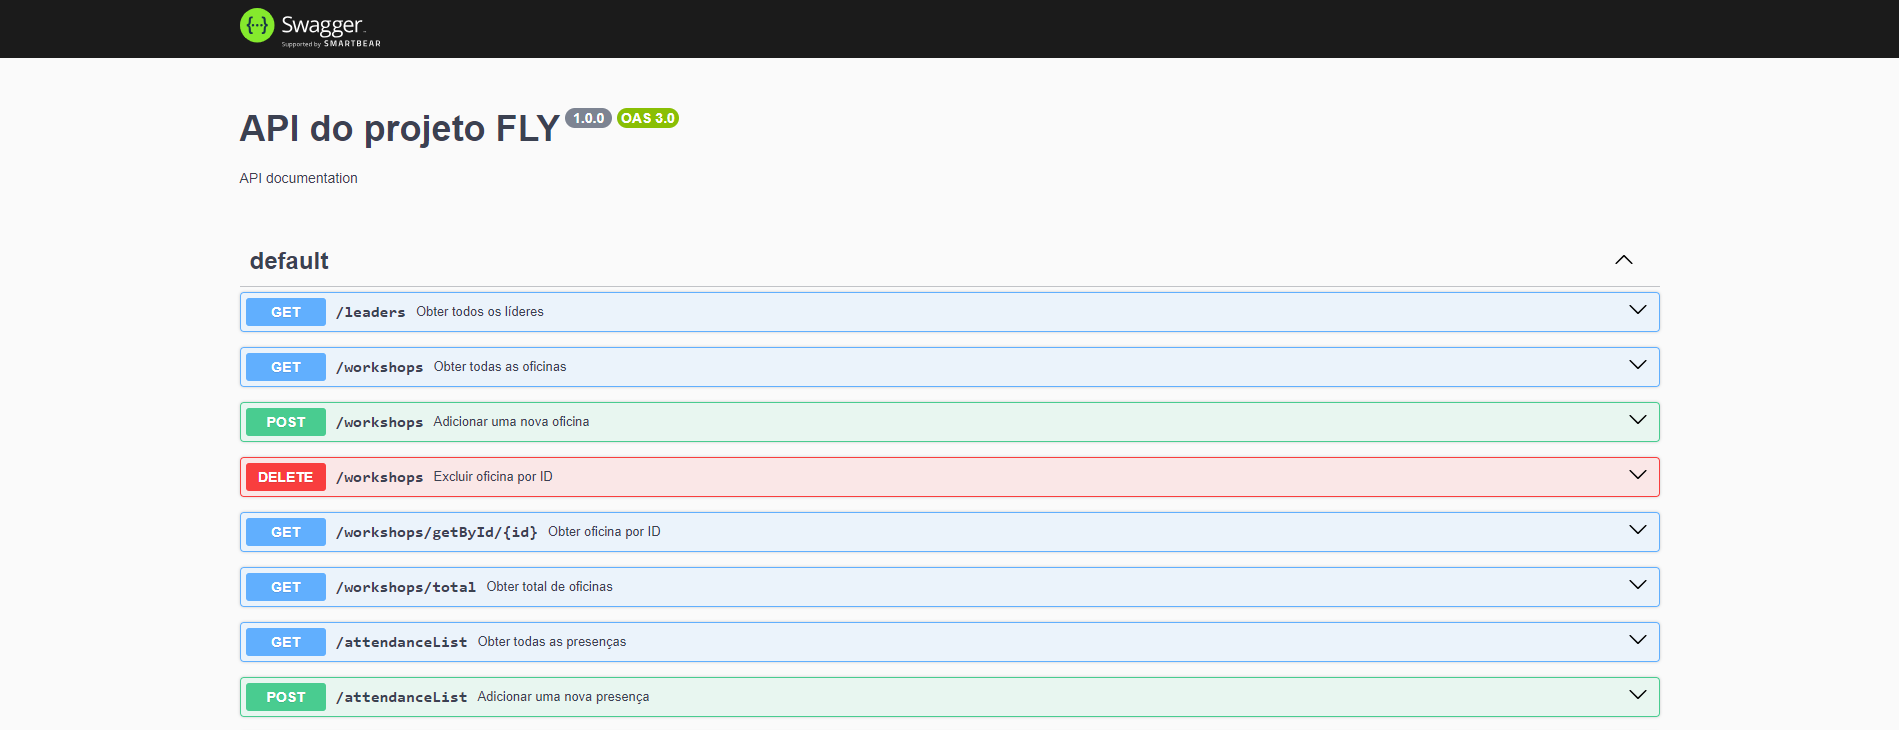 {··} Swagger
Supported by SMARTBEAR
API do projeto FLY 1.0.0 OAS 3.0
API documentation
default
GET /leaders Obter todos os líderes
GET /workshops Obter todas as oficinas
POST /workshops Adicionar uma nova oficina
DELETE /workshops Excluir oficina por ID
GET /workshops/getById/{id} Obter oficina por ID
GET /workshops/total Obter total de oficinas
GET /attendanceList Obter todas as presenças
POST /attendanceList Adicionar uma nova presença